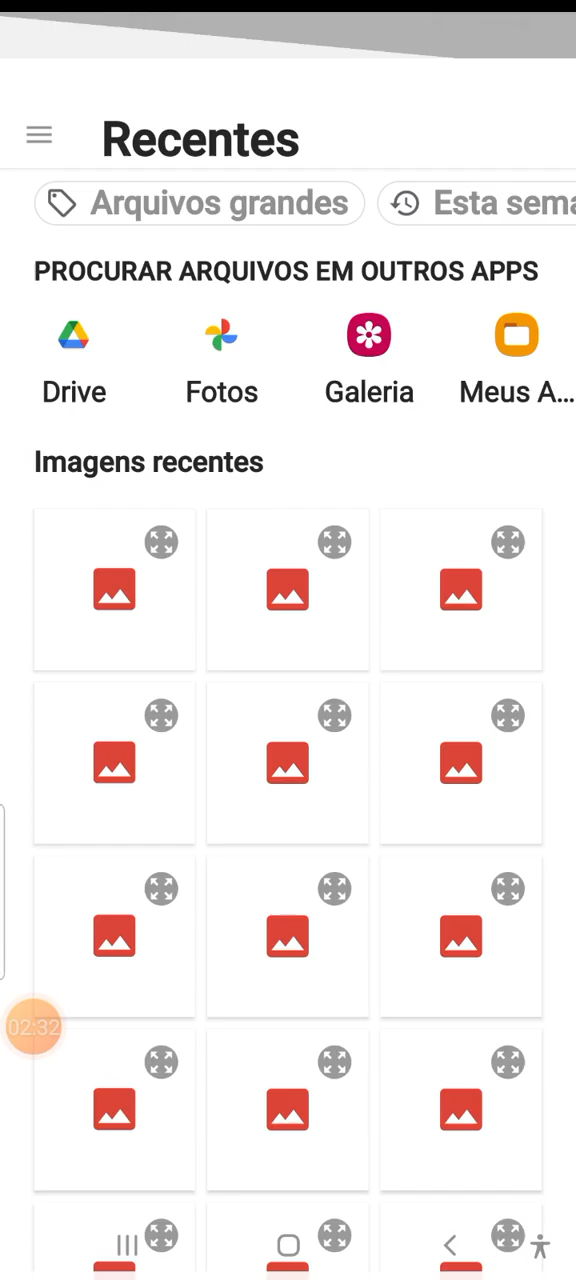 Recentes
Arquivos grandes
Esta sema
PROCURAR ARQUIVOS EM OUTROS APPS
Drive
Fotos
Galeria
Meus A...
Imagens recentes
02:32